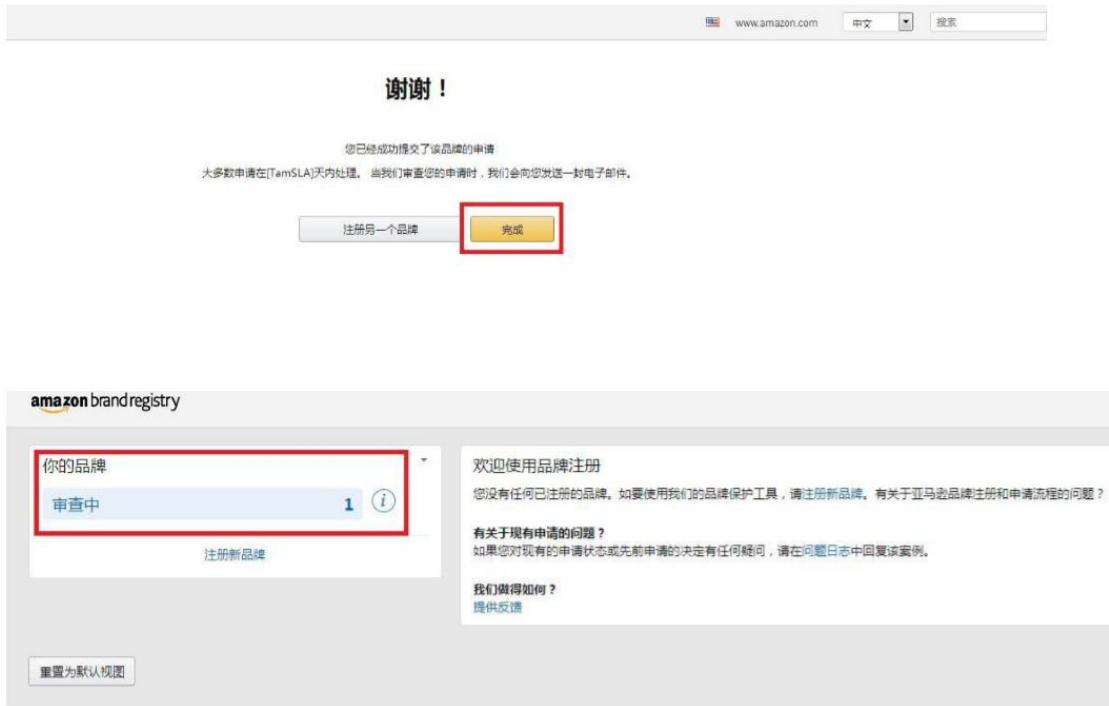 www.amazon.com 中文 搜索
谢谢！
您已经成功提交了该品牌的申请
大多数申请在[TamSLA]天内处理。 当我们审查您的申请时，我们会向您发送一封电子邮件。
注册另一个品牌 完成
amazon brand registry
你的品牌
审查中 1 i
注册新品牌
欢迎使用品牌注册
您没有任何已注册的品牌。如要使用我们的品牌保护工具，请注册新品牌。有关于亚马逊品牌注册和申请流程的问题？
有关于现有申请的问题？
如果您对现有的申请状态或先前申请的决定有任何疑问，请在问题日志中回复该案例。
我们做得如何？
提供反馈
重置为默认视图